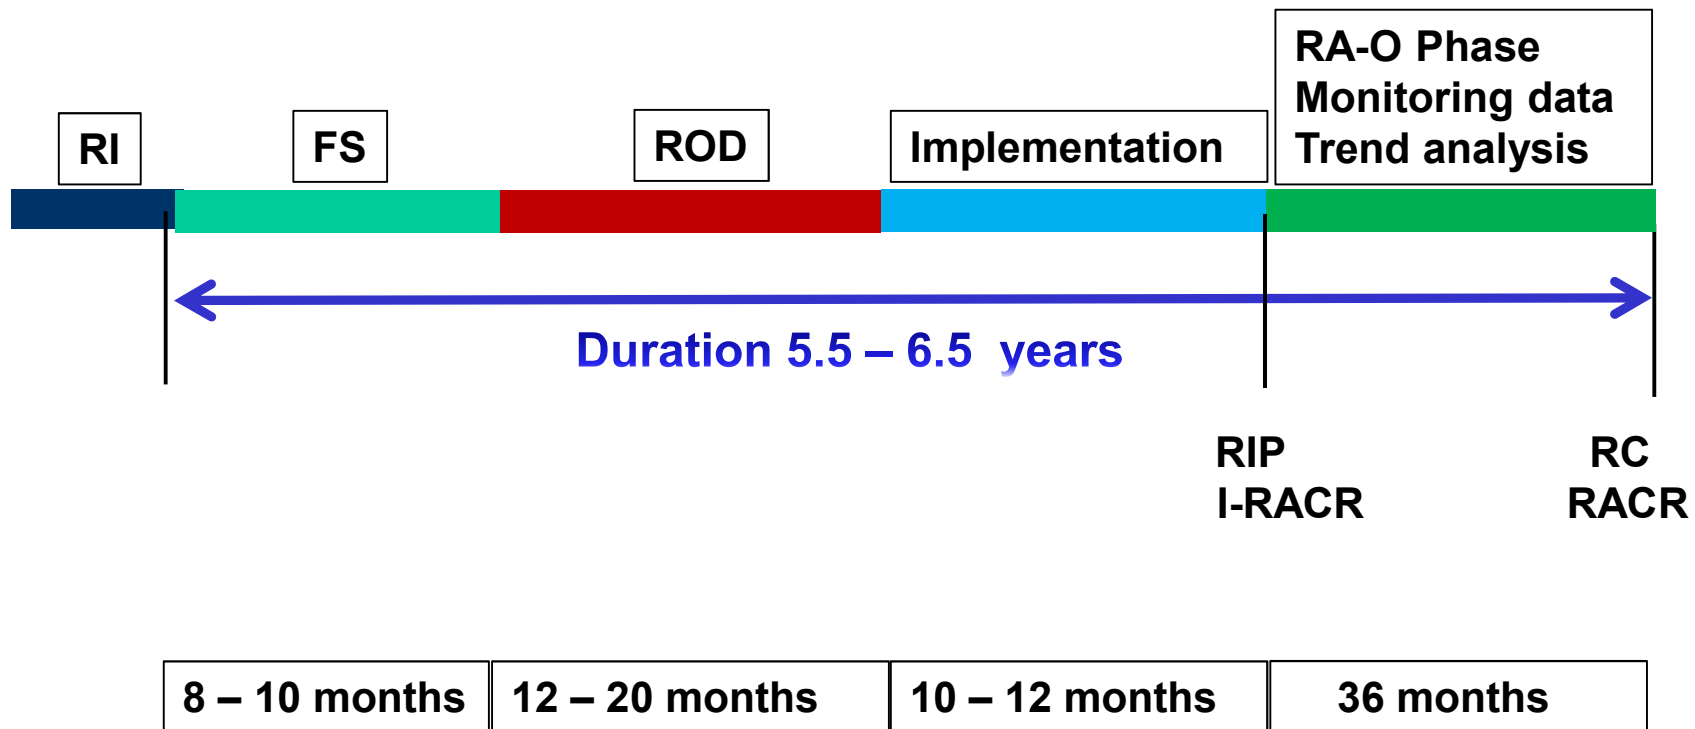 RI
FS
ROD
Implementation
RA-O Phase
Monitoring data
Trend analysis
Duration 5.5 – 6.5 years
RIP
I-RACR
RC
RACR
8 – 10 months
12 – 20 months
10 – 12 months
36 months